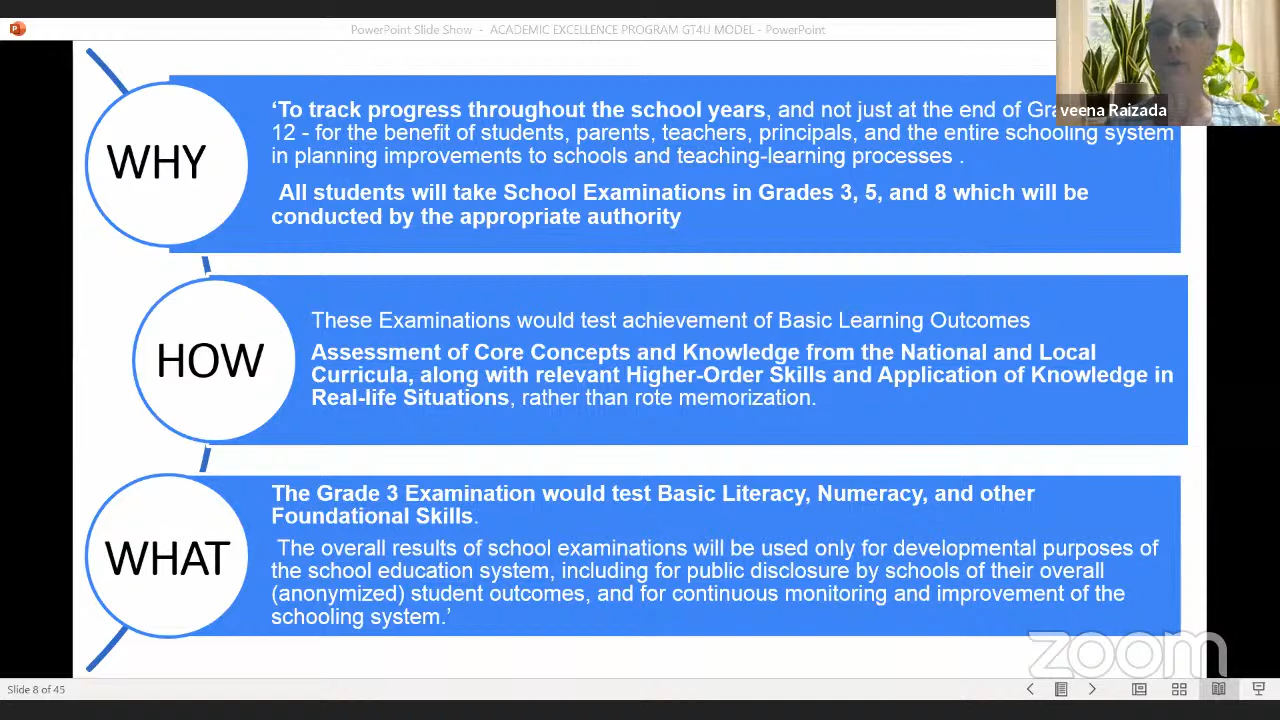 PowerPoint Slide Show - ACADEMIC EXCELLENCE PROGRAM GT4U MODEL - PowerPoint
veena Raizada
WHY
‘To track progress throughout the school years, and not just at the end of Gra
12 - for the benefit of students, parents, teachers, principals, and the entire schooling system
in planning improvements to schools and teaching-learning processes .
All students will take School Examinations in Grades 3, 5, and 8 which will be
conducted by the appropriate authority
HOW
These Examinations would test achievement of Basic Learning Outcomes
Assessment of Core Concepts and Knowledge from the National and Local
Curricula, along with relevant Higher-Order Skills and Application of Knowledge in
Real-life Situations, rather than rote memorization.
WHAT
The Grade 3 Examination would test Basic Literacy, Numeracy, and other
Foundational Skills.
The overall results of school examinations will be used only for developmental purposes of
the school education system, including for public disclosure by schools of their overall
(anonymized) student outcomes, and for continuous monitoring and improvement of the
schooling system.’
zoom
Slide 8 of 45